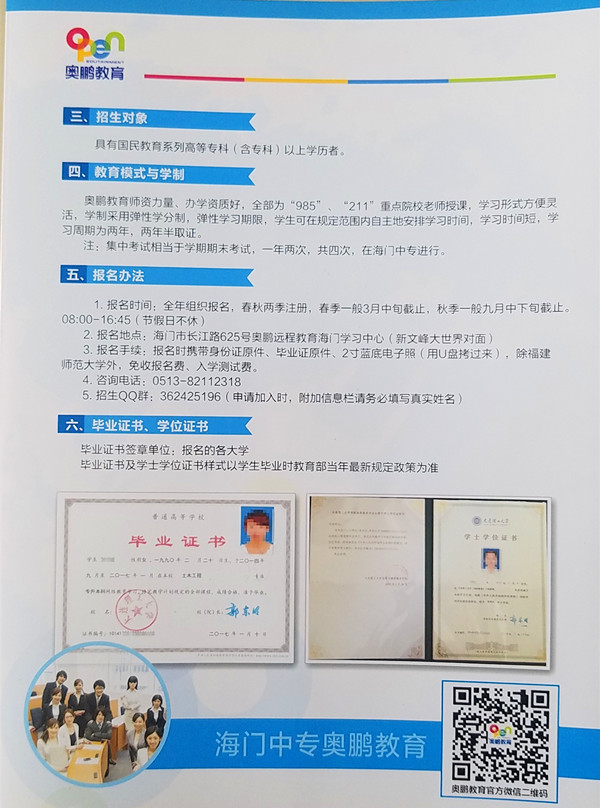 open
OUTAINMENT
奥鹏教育
三、招生对象
具有国民教育系列高等专科（含专科）以上学历者。
四、教育模式与学制
奥鹏教育师资力量、办学资质好，全部为“985”、“211”重点院校老师授课，学习形式方便灵
活，学制采用弹性学分制，弹性学习期限，学生可在规定范围内自主地安排学习时间，学习时间短，学
习周期为两年，两年半取证。
注：集中考试相当于学期期末考试，一年两次，共四次，在海门中专进行。
五、报名办法
1. 报名时间：全年组织报名，春秋两季注册，春季一般3月中旬截止，秋季一般九月中下旬截止。
08:00-16:45（节假日不休）
2. 报名地点：海门市长江路625号奥鹏远程教育海门学习中心（新文峰大世界对面）
3. 报名手续：报名时携带身份证原件、毕业证原件、2寸蓝底电子照（用U盘拷过来），除福建
师范大学外，免收报名费、入学测试费。
4. 咨询电话：0513-82112318
5. 招生QQ群：362425196（申请加入时，附加信息栏请务必填写真实姓名）
六、毕业证书、学位证书
毕业证书签章单位：报名的各大学
毕业证书及学士学位证书样式以学生毕业时教育部当年最新规定政策为准
普通高等学校
毕业证书
学士学位证书
二〇一七年一月十日
海门中专奥鹏教育
奥鹏教育
奥鹏教育官方微信二维码